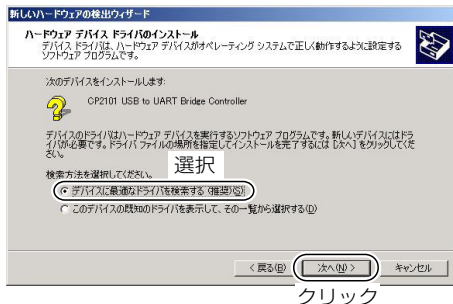 新しいハードウェアの検出ウィザード
ハードウェア デバイス ドライバのインストール
デバイス ドライバは、ハードウェア デバイスがオペレーティング システムで正しく動作するように設定する
ソフトウェア プログラムです。
次のデバイスをインストールします:
CP2101 USB to UART Bridge Controller
デバイスのドライバはハードウェア デバイスを実行するソフトウェア プログラムです。新しいデバイスにはドラ
イバが必要です。ドライバ ファイルの場所を指定してインストールを完了するには [次へ] をクリックしてくだ
さい。
選択
検索方法を選択してください。
デバイスに最適なドライバを検索する (推奨)(S)
このデバイスの既知のドライバを表示して、その一覧から選択する(D)
< 戻る(B)
次へ(N) >
キャンセル
クリック